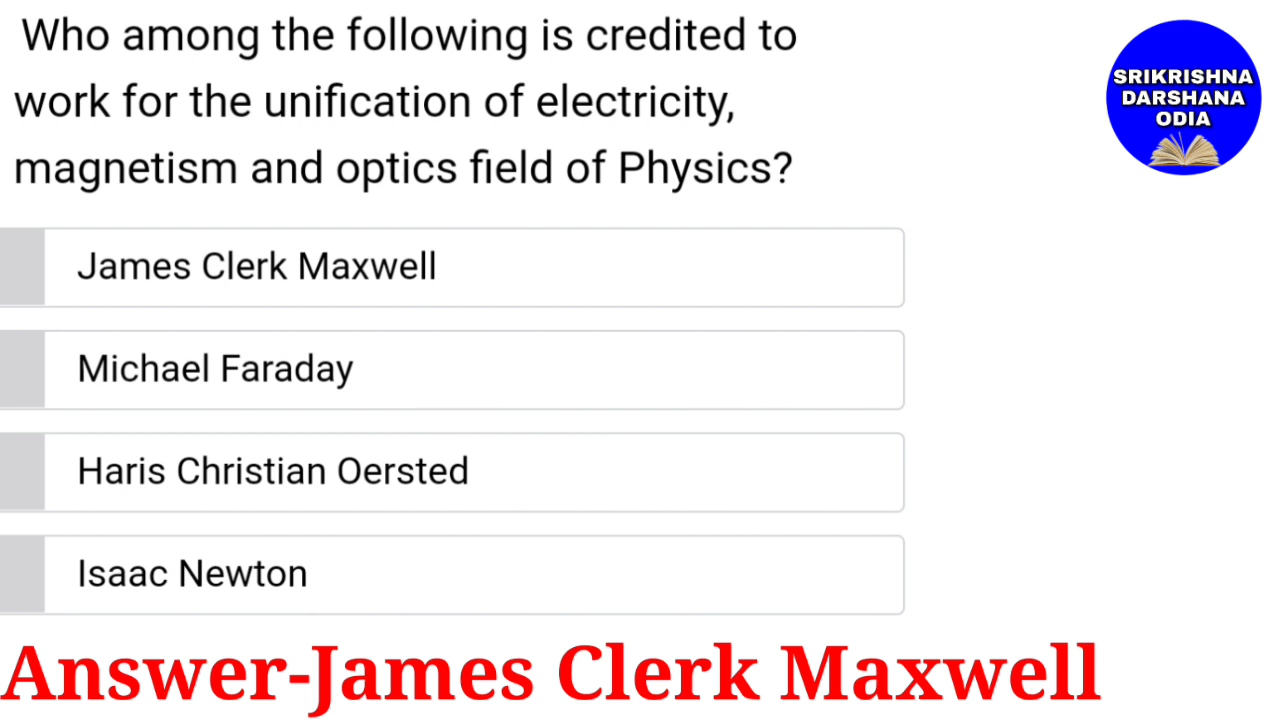 Who among the following is credited to
work for the unification of electricity,
magnetism and optics field of Physics?
SRIKRISHNA
DARSHANA
ODIA
James Clerk Maxwell
Michael Faraday
Haris Christian Oersted
Isaac Newton
Answer-James Clerk Maxwell